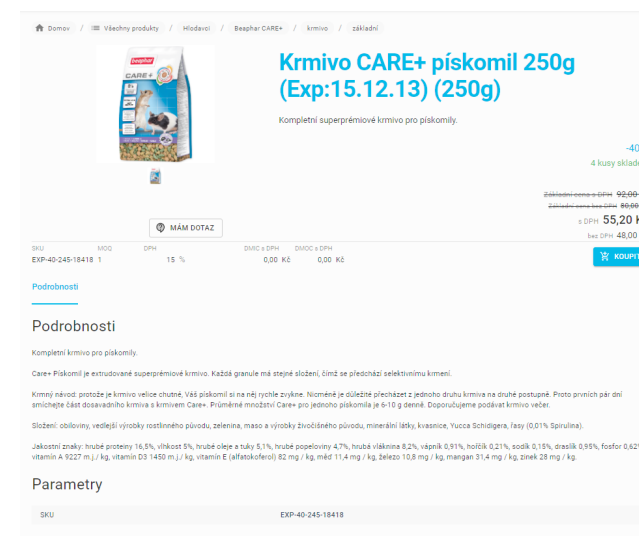 Domov / Všechny produkty / Hlodavci / Beaphar CARE+ / krmivo / základní
Krmivo CARE+ pískomil 250g
(Exp:15.12.13) (250g)
Kompletní superprémiové krmivo pro pískomily.
beaphar
CARE+
-40
4 kusy sklade
Základní cena s DPH 92,00
Základní cena bez DPH 80,00
s DPH 55,20 K
bez DPH 48,00
MÁM DOTAZ
SKU MOQ DPH DMC s DPH DMOC s DPH
EXP-40-245-18418 1 15 % 0,00 Kč 0,00 Kč
KOUPIT
Podrobnosti
Podrobnosti
Kompletní krmivo pro pískomily.
Care+ Pískomil je extrudované superprémiové krmivo. Každá granule má stejné složení, čímž se předchází selektivnímu krmení.
Krmný návod: protože je krmivo velice chutné, Váš pískomil si na něj rychle zvykne. Nicméně je důležité přecházet z jednoho druhu krmiva na druhé postupně. Proto prvních pár dní
smíchejte část dosavadního krmiva s krmivem Care+. Průměrné množství Care+ pro jednoho pískomila je 6-10 g denně. Doporučujeme podávat krmivo večer.
Složení: obiloviny, vedlejší výrobky rostlinného původu, zelenina, maso a výrobky živočišného původu, minerální látky, kvasnice, Yucca Schidigera, řasy (0,01% Spirulina).
Jakostní znaky: hrubé proteiny 16,5%, vlhkost 5%, hrubé oleje a tuky 5,1%, hrubé popeloviny 4,7%, hrubá vláknina 8,2%, vápník 0,91%, hořčík 0,21%, sodík 0,15%, draslík 0,95%, fosfor 0,62%
vitamín A 9227 m.j./ kg, vitamín D3 1450 m.j./ kg, vitamín E (alfatokoferol) 82 mg / kg, měď 11,4 mg / kg, železo 10,8 mg / kg, mangan 31,4 mg / kg, zinek 28 mg / kg.
Parametry
SKU EXP-40-245-18418